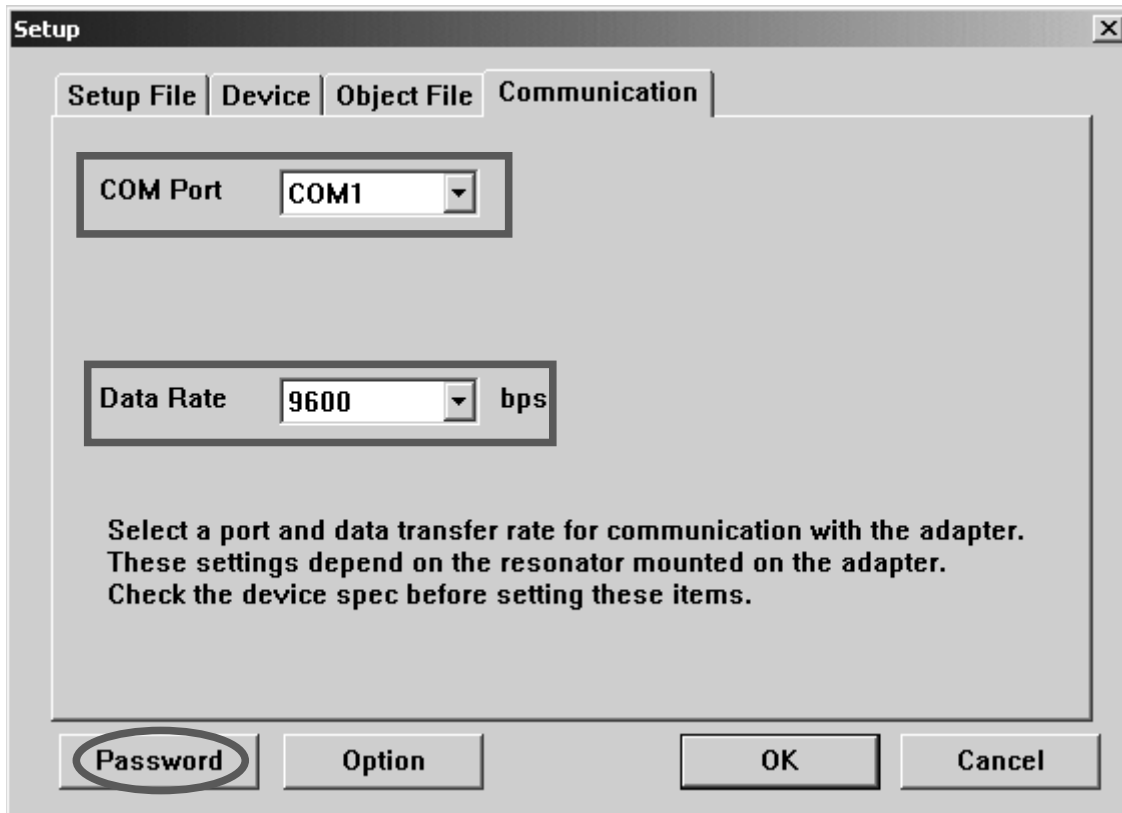 Setup
Setup File Device Object File Communication
COM Port COM1
Data Rate 9600 bps
Select a port and data transfer rate for communication with the adapter.
These settings depend on the resonator mounted on the adapter.
Check the device spec before setting these items.
Password Option OK Cancel